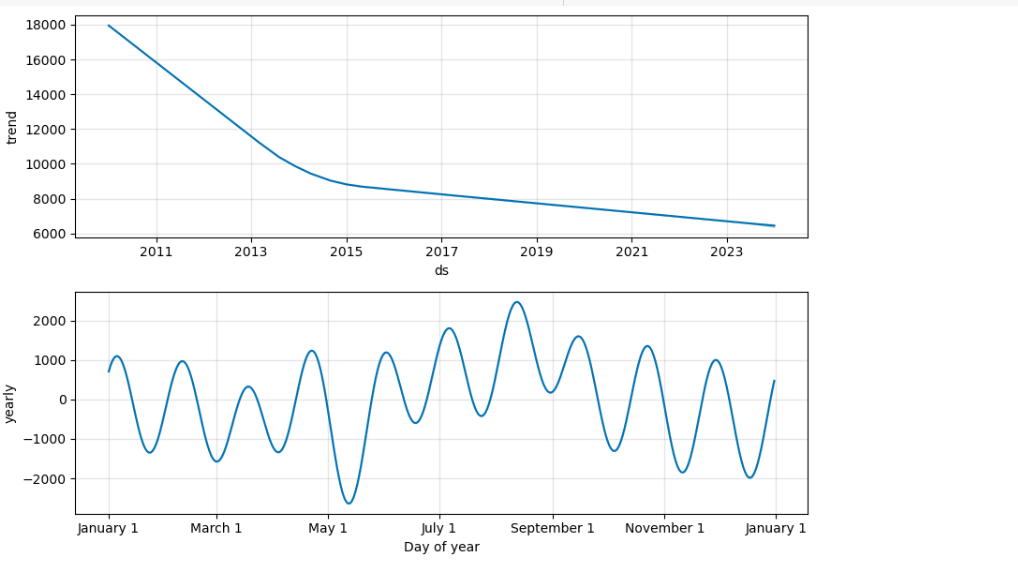 18000
16000
14000
12000
10000
8000
6000
trend
2011 2013 2015 2017 2019 2021 2023
ds
2000
1000
0
−1000
−2000
yearly
January 1 March 1 May 1 July 1 September 1 November 1 January 1
Day of year